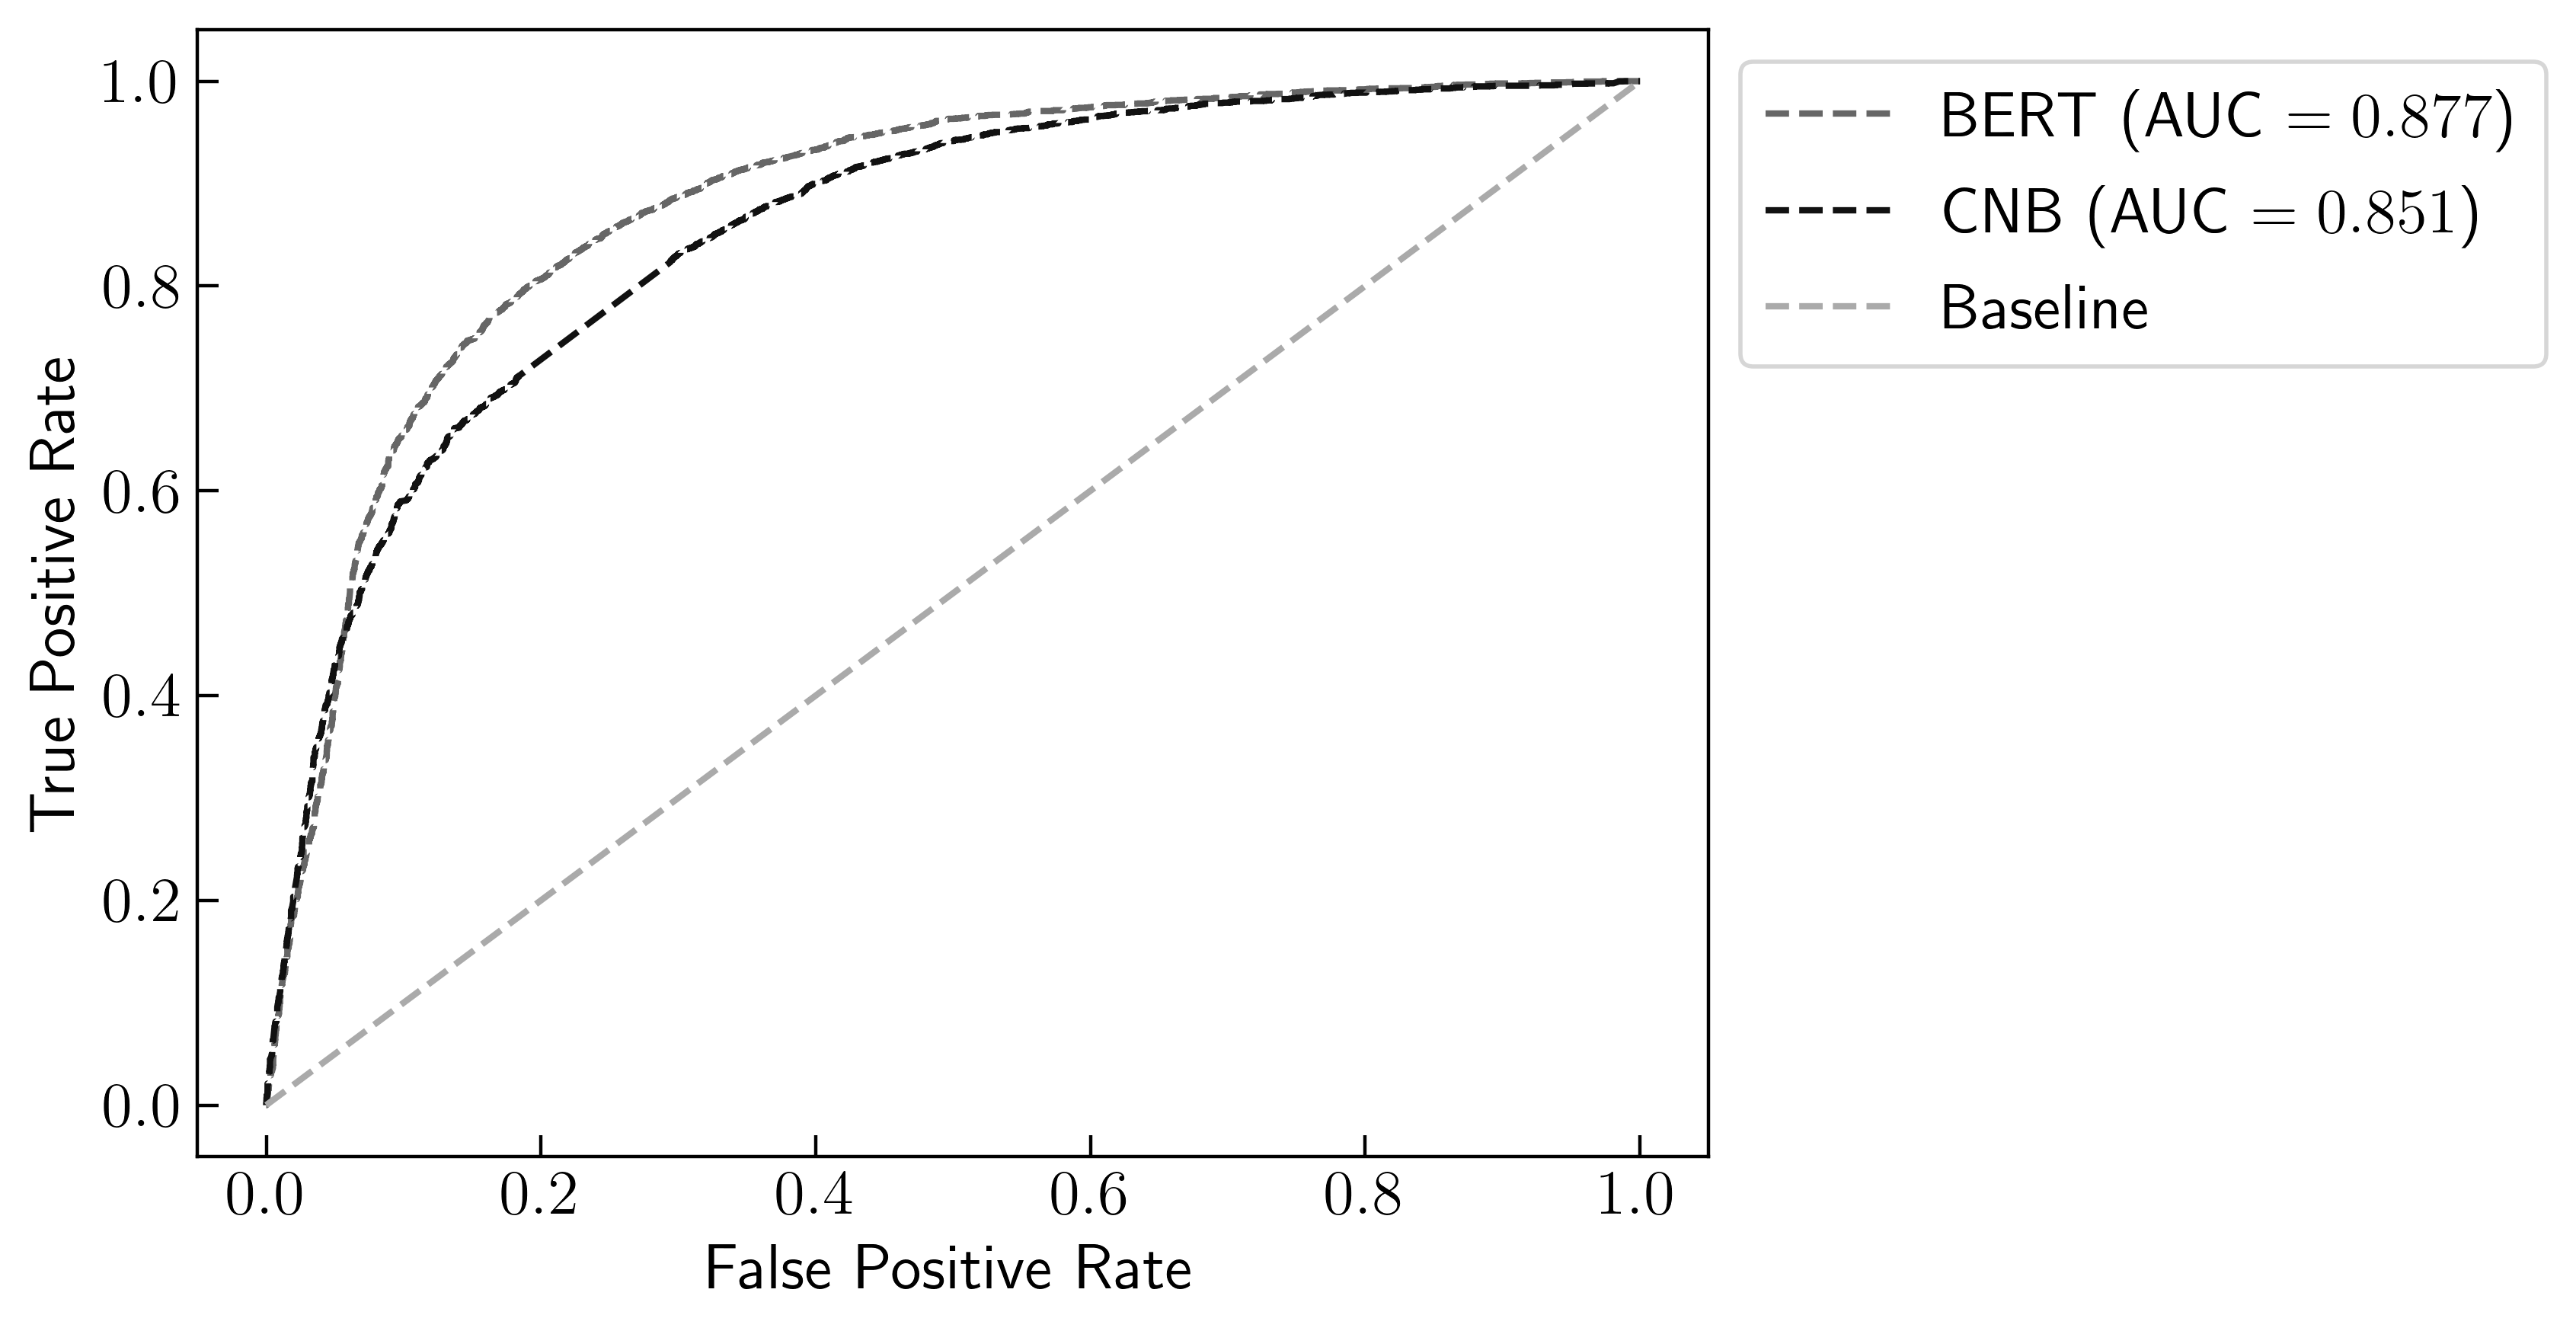 1.0
0.8
0.6
0.4
0.2
0.0
True Positive Rate
0.0 0.2 0.4 0.6 0.8 1.0
False Positive Rate
BERT (AUC = 0.877)
CNB (AUC = 0.851)
Baseline